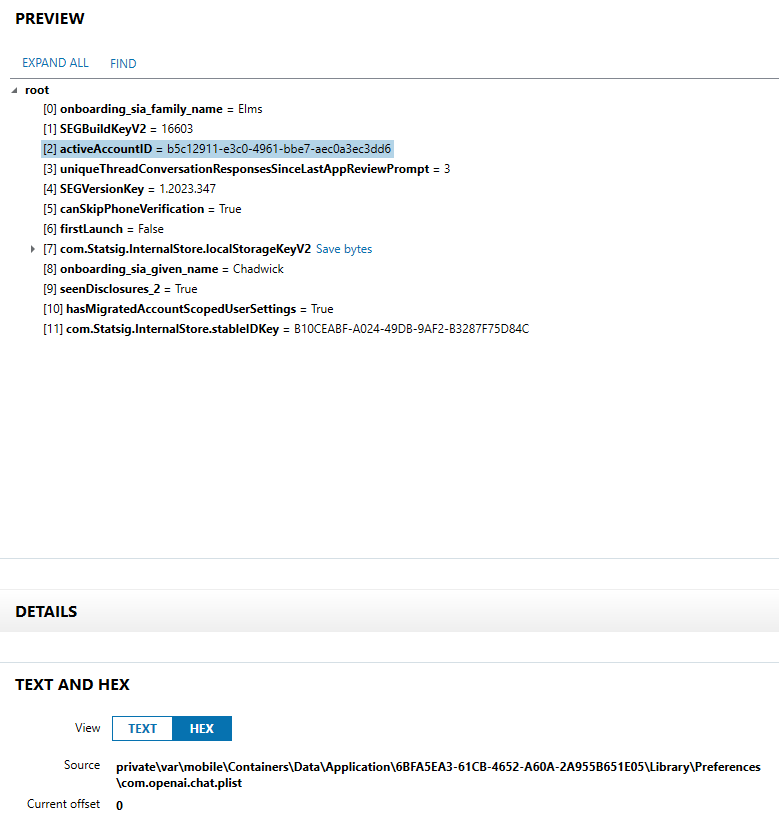 PREVIEW
EXPAND ALL FIND
root
[0] onboarding_sia_family_name = Elms
[1] SEGBuildKeyV2 = 16603
[2] activeAccountID = b5c12911-e3c0-4961-bbe7-aec0a3ec3dd6
[3] uniqueThreadConversationResponsesSinceLastAppReviewPrompt = 3
[4] SEGVersionKey = 1.2023.347
[5] canSkipPhoneVerification = True
[6] firstLaunch = False
[7] com.Statsig.InternalStore.localStorageKeyV2 Save bytes
[8] onboarding_sia_given_name = Chadwick
[9] seenDisclosures_2 = True
[10] hasMigratedAccountScopedUserSettings = True
[11] com.Statsig.InternalStore.stableIDKey = B10CEABF-A024-49DB-9AF2-B3287F75D84C
DETAILS
TEXT AND HEX
View TEXT HEX
Source private\var\mobile\Containers\Data\Application\6BFA5EA3-61CB-4652-A60A-2A955B651E05\Library\Preferences
\com.openai.chat.plist
Current offset 0